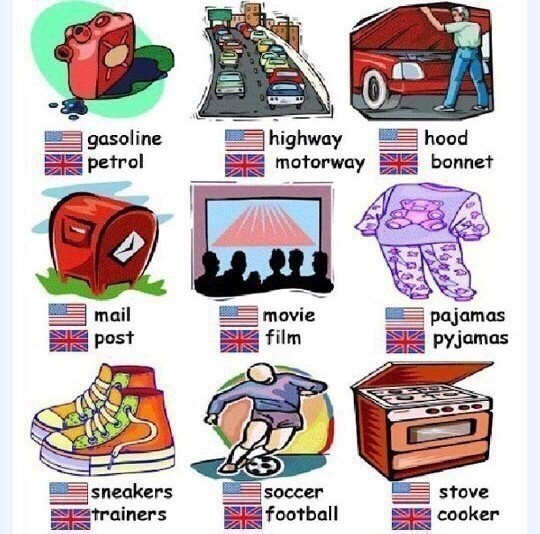 gasoline
petrol
highway
motorway
hood
bonnet
mail
post
movie
film
pajamas
pyjamas
sneakers
trainers
soccer
football
stove
cooker